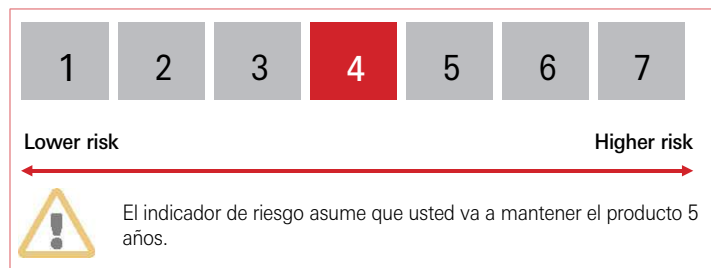 1 2 3 4 5 6 7
Lower risk Higher risk
El indicador de riesgo asume que usted va a mantener el producto 5
años.